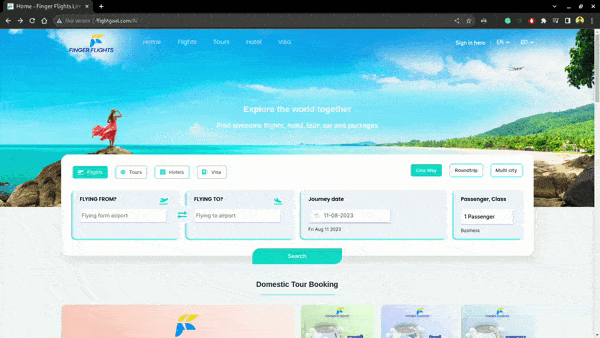 Home - Finger Flights Lim
Not secure | flightgoal.com/#/
FINGER FLIGHTS
Home Flights Tours Hotel Visa
Sign in here EN BD
Explore the world together
Find awesome flights, hotel, tour, car and packages
Flights Tours Hotels Visa
One Way Roundtrip Multi city
FLYING FROM?
Flying form airport
FLYING TO?
Flying to airport
Journey date
11-08-2023
Fri Aug 11 2023
Passenger, Class
1 Passenger
Business
Search
Domestic Tour Booking